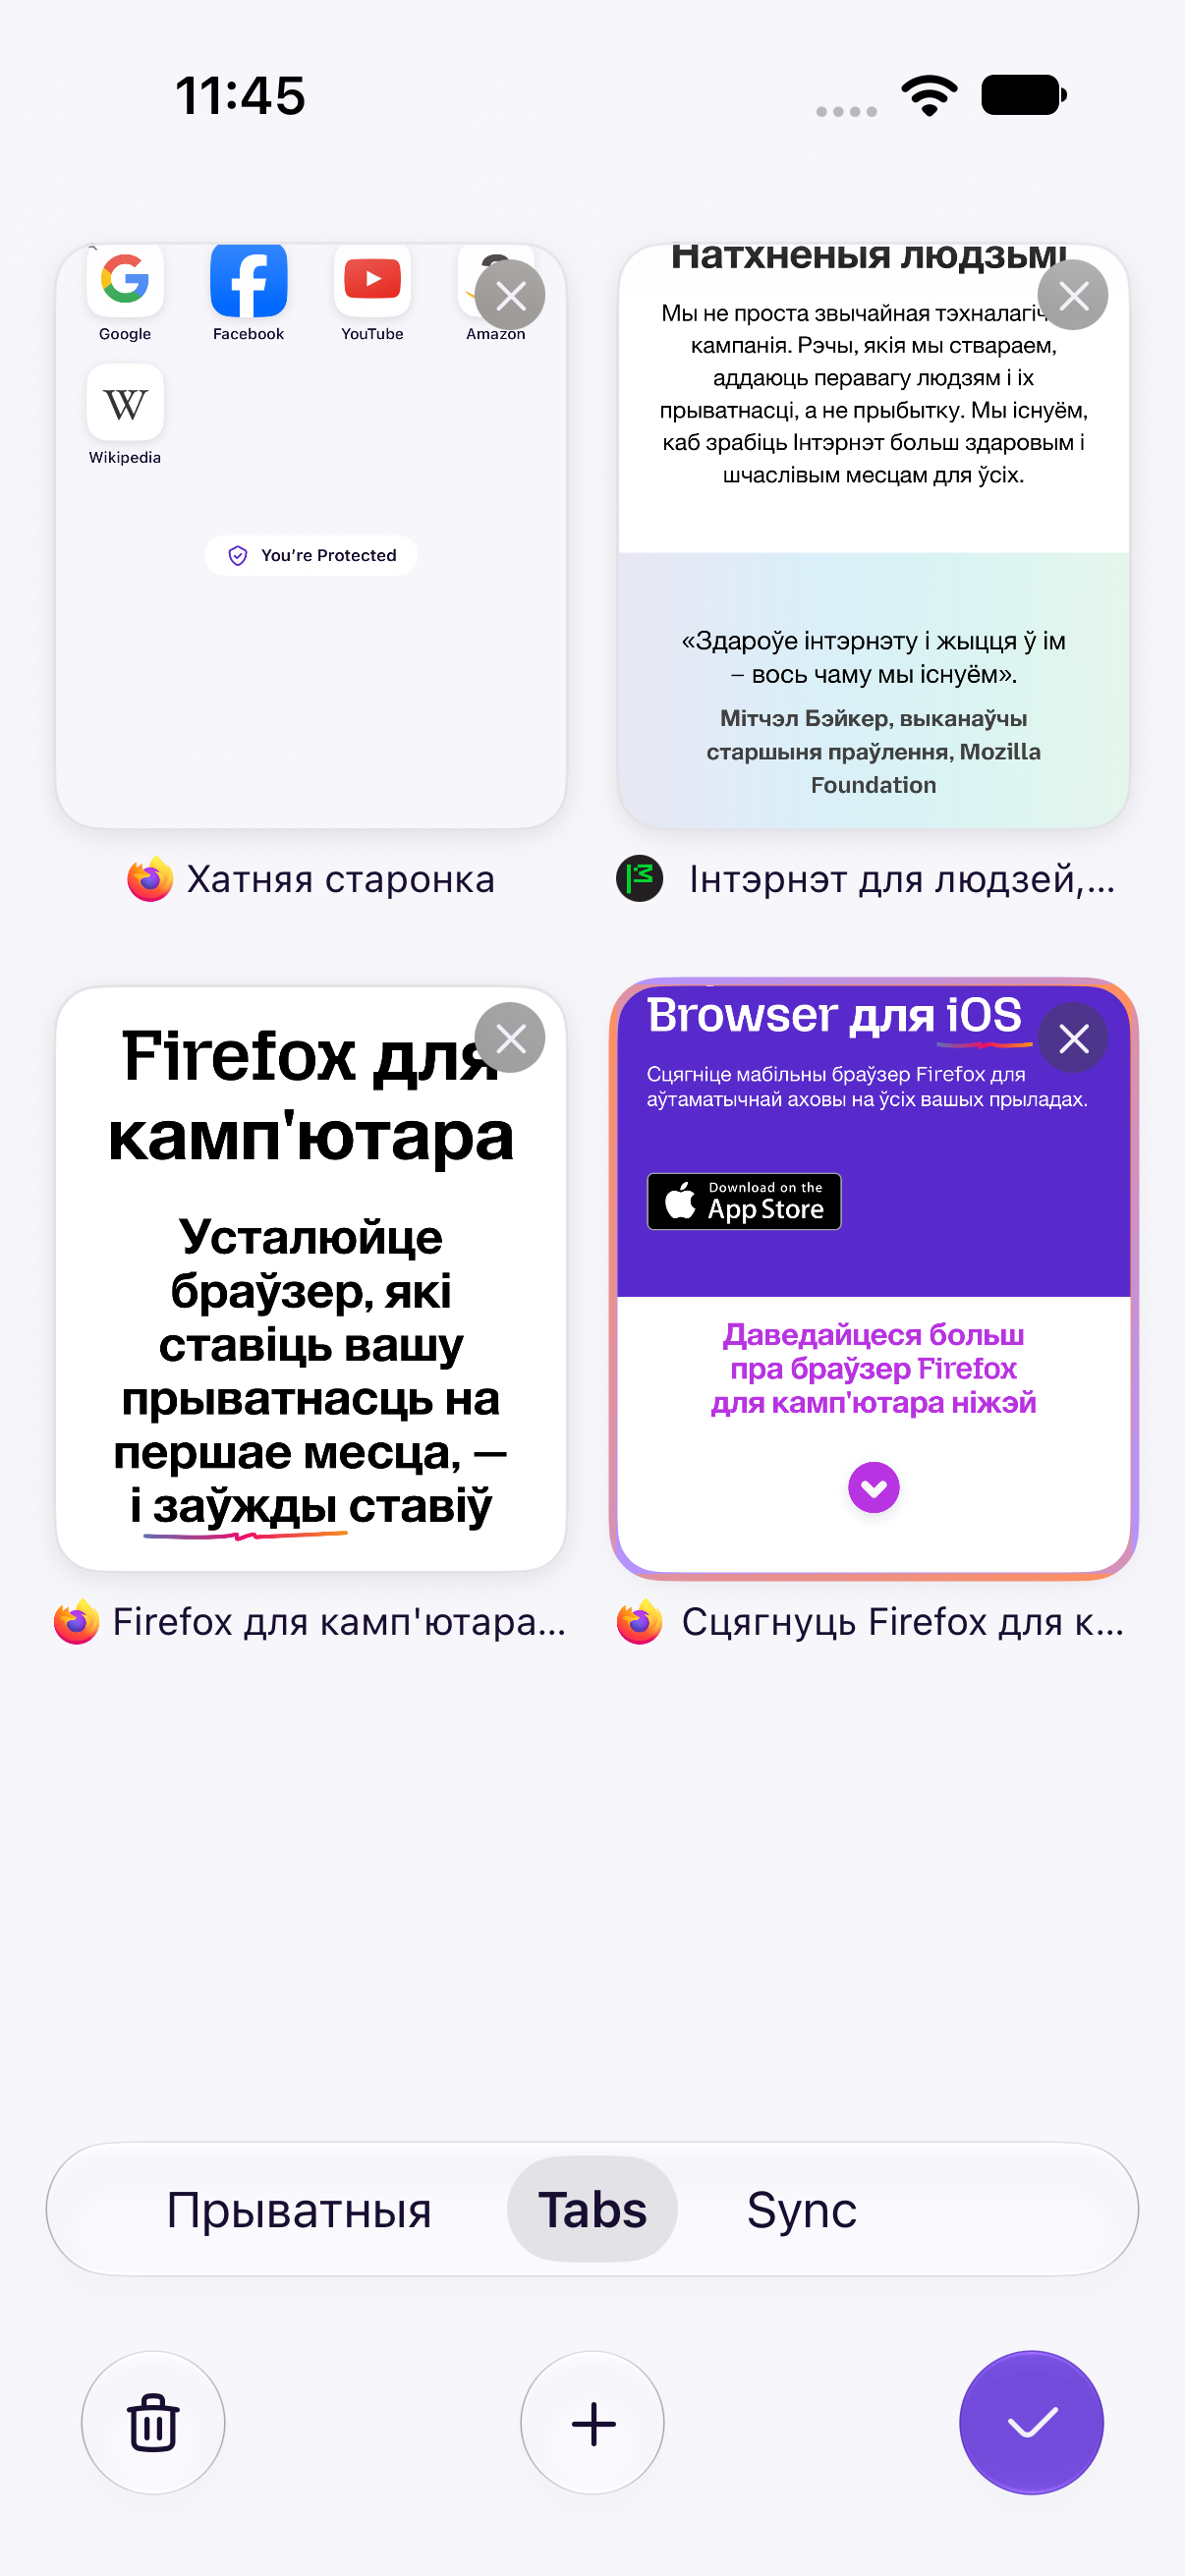 11:45
Google
Facebook
YouTube
Amazon
W
Wikipedia
You're Protected
Хатняя старонка
Натхненыя людзьмі
Мы не проста звычайная
кампанія. Рэчы, якія мы ствараем,
аддаюць перавагу людзям і іх
прыватнасці, а не прыбытку. Мы існуём,
каб зрабіць Інтэрнэт больш здаровым і
шчаслівым месцам для ўсіх.
«Здароўе інтэрнэту і жыцця ў ім
– вось чаму мы існуём».
Мітчэл Бэйкер, выканаўчы
старшыня праўлення, Mozilla
Foundation
Інтэрнэт для людзей,...
Firefox для
камп'ютара
Усталюйце
браўзер, які
ставіць вашу
прыватнасць на
першае месца, —
і заўжды ставіў
Firefox для камп'ютара...
Browser для iOS
Сцягніце мабільны браўзер Firefox для
аўтаматычнай аховы на ўсіх вашых прыладах.
Download on the
App Store
Даведайцеся больш
пра браўзер Firefox
для камп'ютара ніжэй
Сцягнуць Firefox для к...
Прыватныя
Tabs
Sync